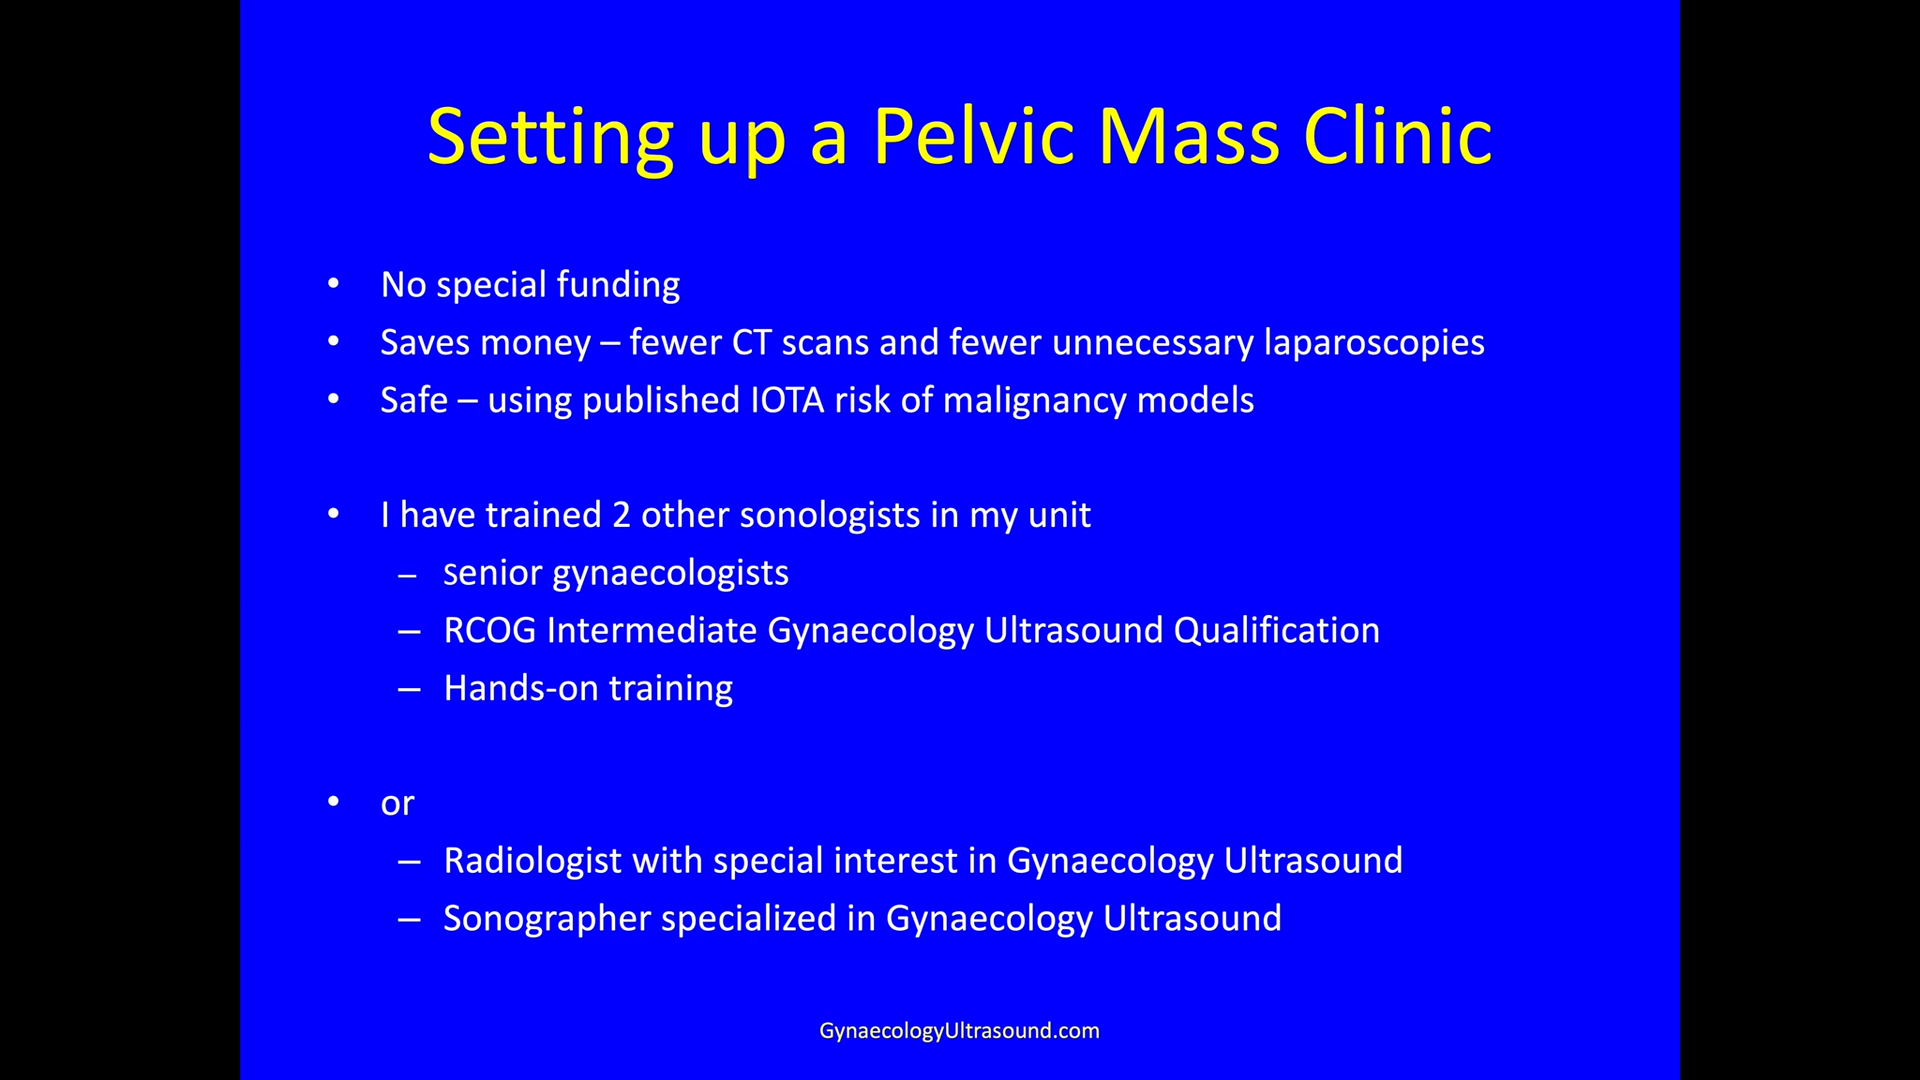 Setting up a Pelvic Mass Clinic
• No special funding
• Saves money – fewer CT scans and fewer unnecessary laparoscopies
• Safe – using published IOTA risk of malignancy models
• I have trained 2 other sonologists in my unit
– senior gynaecologists
– RCOG Intermediate Gynaecology Ultrasound Qualification
– Hands-on training
• or
– Radiologist with special interest in Gynaecology Ultrasound
– Sonographer specialized in Gynaecology Ultrasound
GynaecologyUltrasound.com